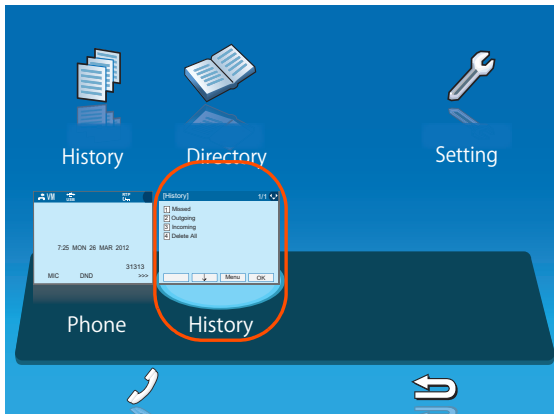 History Directory Setting
VM USB RTP
7:25 MON 26 MAR 2012
31313
MIC DND >>>
[History] 1/1
1 Missed
2 Outgoing
3 Incoming
4 Delete All
Menu OK
Phone History